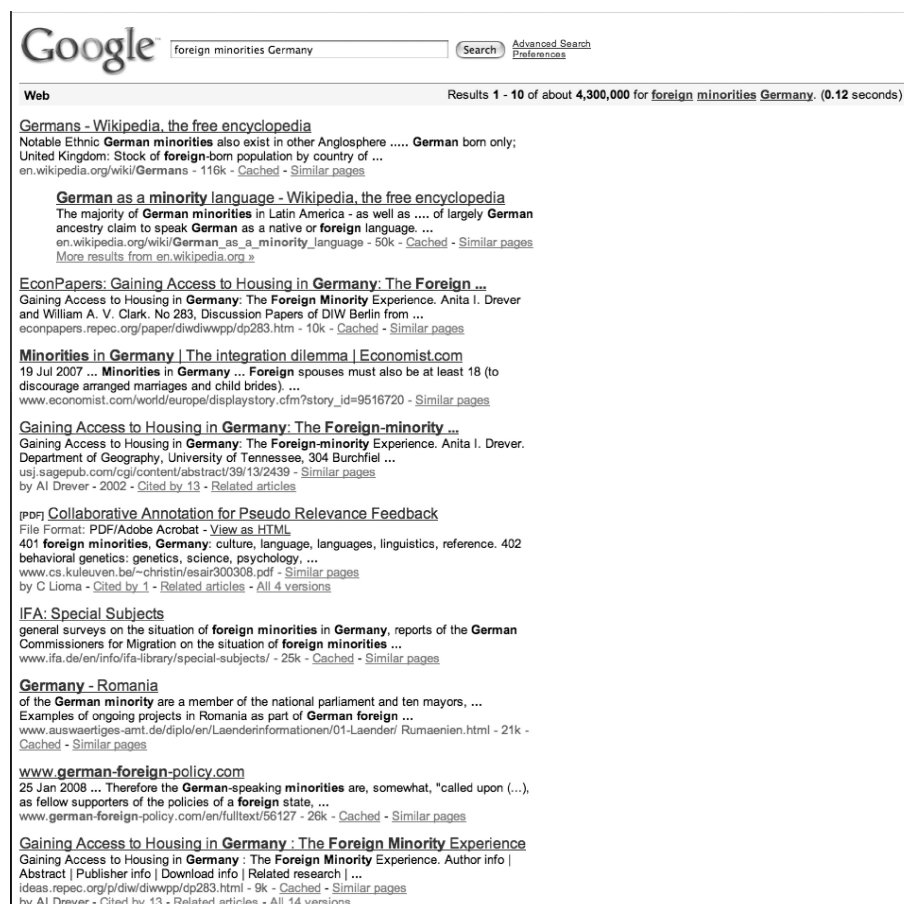 Google™
foreign minorities Germany
Search
Advanced Search
Preferences
Web
Results 1 - 10 of about 4,300,000 for foreign minorities Germany. (0.12 seconds)
Germans - Wikipedia, the free encyclopedia
Notable Ethnic German minorities also exist in other Anglosphere ..... German born only;
United Kingdom: Stock of foreign-born population by country of ...
en.wikipedia.org/wiki/Germans - 116k - Cached - Similar pages
German as a minority language - Wikipedia, the free encyclopedia
The majority of German minorities in Latin America - as well as .... of largely German
ancestry claim to speak German as a native or foreign language. ...
en.wikipedia.org/wiki/German_as_a_minority_language - 50k - Cached - Similar pages
More results from en.wikipedia.org »
EconPapers: Gaining Access to Housing in Germany: The Foreign ...
Gaining Access to Housing in Germany: The Foreign Minority Experience. Anita I. Drever
and William A. V. Clark. No 283, Discussion Papers of DIW Berlin from ...
econpapers.repec.org/paper/diwdiwwpp/dp283.htm - 10k - Cached - Similar pages
Minorities in Germany | The integration dilemma | Economist.com
19 Jul 2007 ... Minorities in Germany ... Foreign spouses must also be at least 18 (to
discourage arranged marriages and child brides). ...
www.economist.com/world/europe/displaystory.cfm?story_id=9516720 - Similar pages
Gaining Access to Housing in Germany: The Foreign-minority ...
Gaining Access to Housing in Germany: The Foreign-minority Experience. Anita I. Drever.
Department of Geography, University of Tennessee, 304 Burchfiel ...
usj.sagepub.com/cgi/content/abstract/39/13/2439 - Similar pages
by AI Drever - 2002 - Cited by 13 - Related articles
[PDF] Collaborative Annotation for Pseudo Relevance Feedback
File Format: PDF/Adobe Acrobat - View as HTML
401 foreign minorities, Germany: culture, language, languages, linguistics, reference. 402
behavioral genetics: genetics, science, psychology, ...
www.cs.kuleuven.be/~christin/esair300308.pdf - Similar pages
by C Lioma - Cited by 1 - Related articles - All 4 versions
IFA: Special Subjects
general surveys on the situation of foreign minorities in Germany, reports of the German
Commissioners for Migration on the situation of foreign minorities ...
www.ifa.de/en/info/ifa-library/special-subjects/ - 25k - Cached - Similar pages
Germany - Romania
of the German minority are a member of the national parliament and ten mayors, ...
Examples of ongoing projects in Romania as part of German foreign ...
www.auswaertiges-amt.de/diplo/en/Laenderinformationen/01-Laender/ Rumaenien.html - 21k -
Cached - Similar pages
www.german-foreign-policy.com
25 Jan 2008 ... Therefore the German-speaking minorities are, somewhat, "called upon (...),
as fellow supporters of the policies of a foreign state, ...
www.german-foreign-policy.com/en/fulltext/56127 - 26k - Cached - Similar pages
Gaining Access to Housing in Germany : The Foreign Minority Experience
Gaining Access to Housing in Germany : The Foreign Minority Experience. Author info |
Abstract | Publisher info | Download info | Related research | ...
ideas.repec.org/p/diw/diwwpp/dp283.html - 9k - Cached - Similar pages
by AI Drever - Cited by 13 - Related articles - All 14 versions